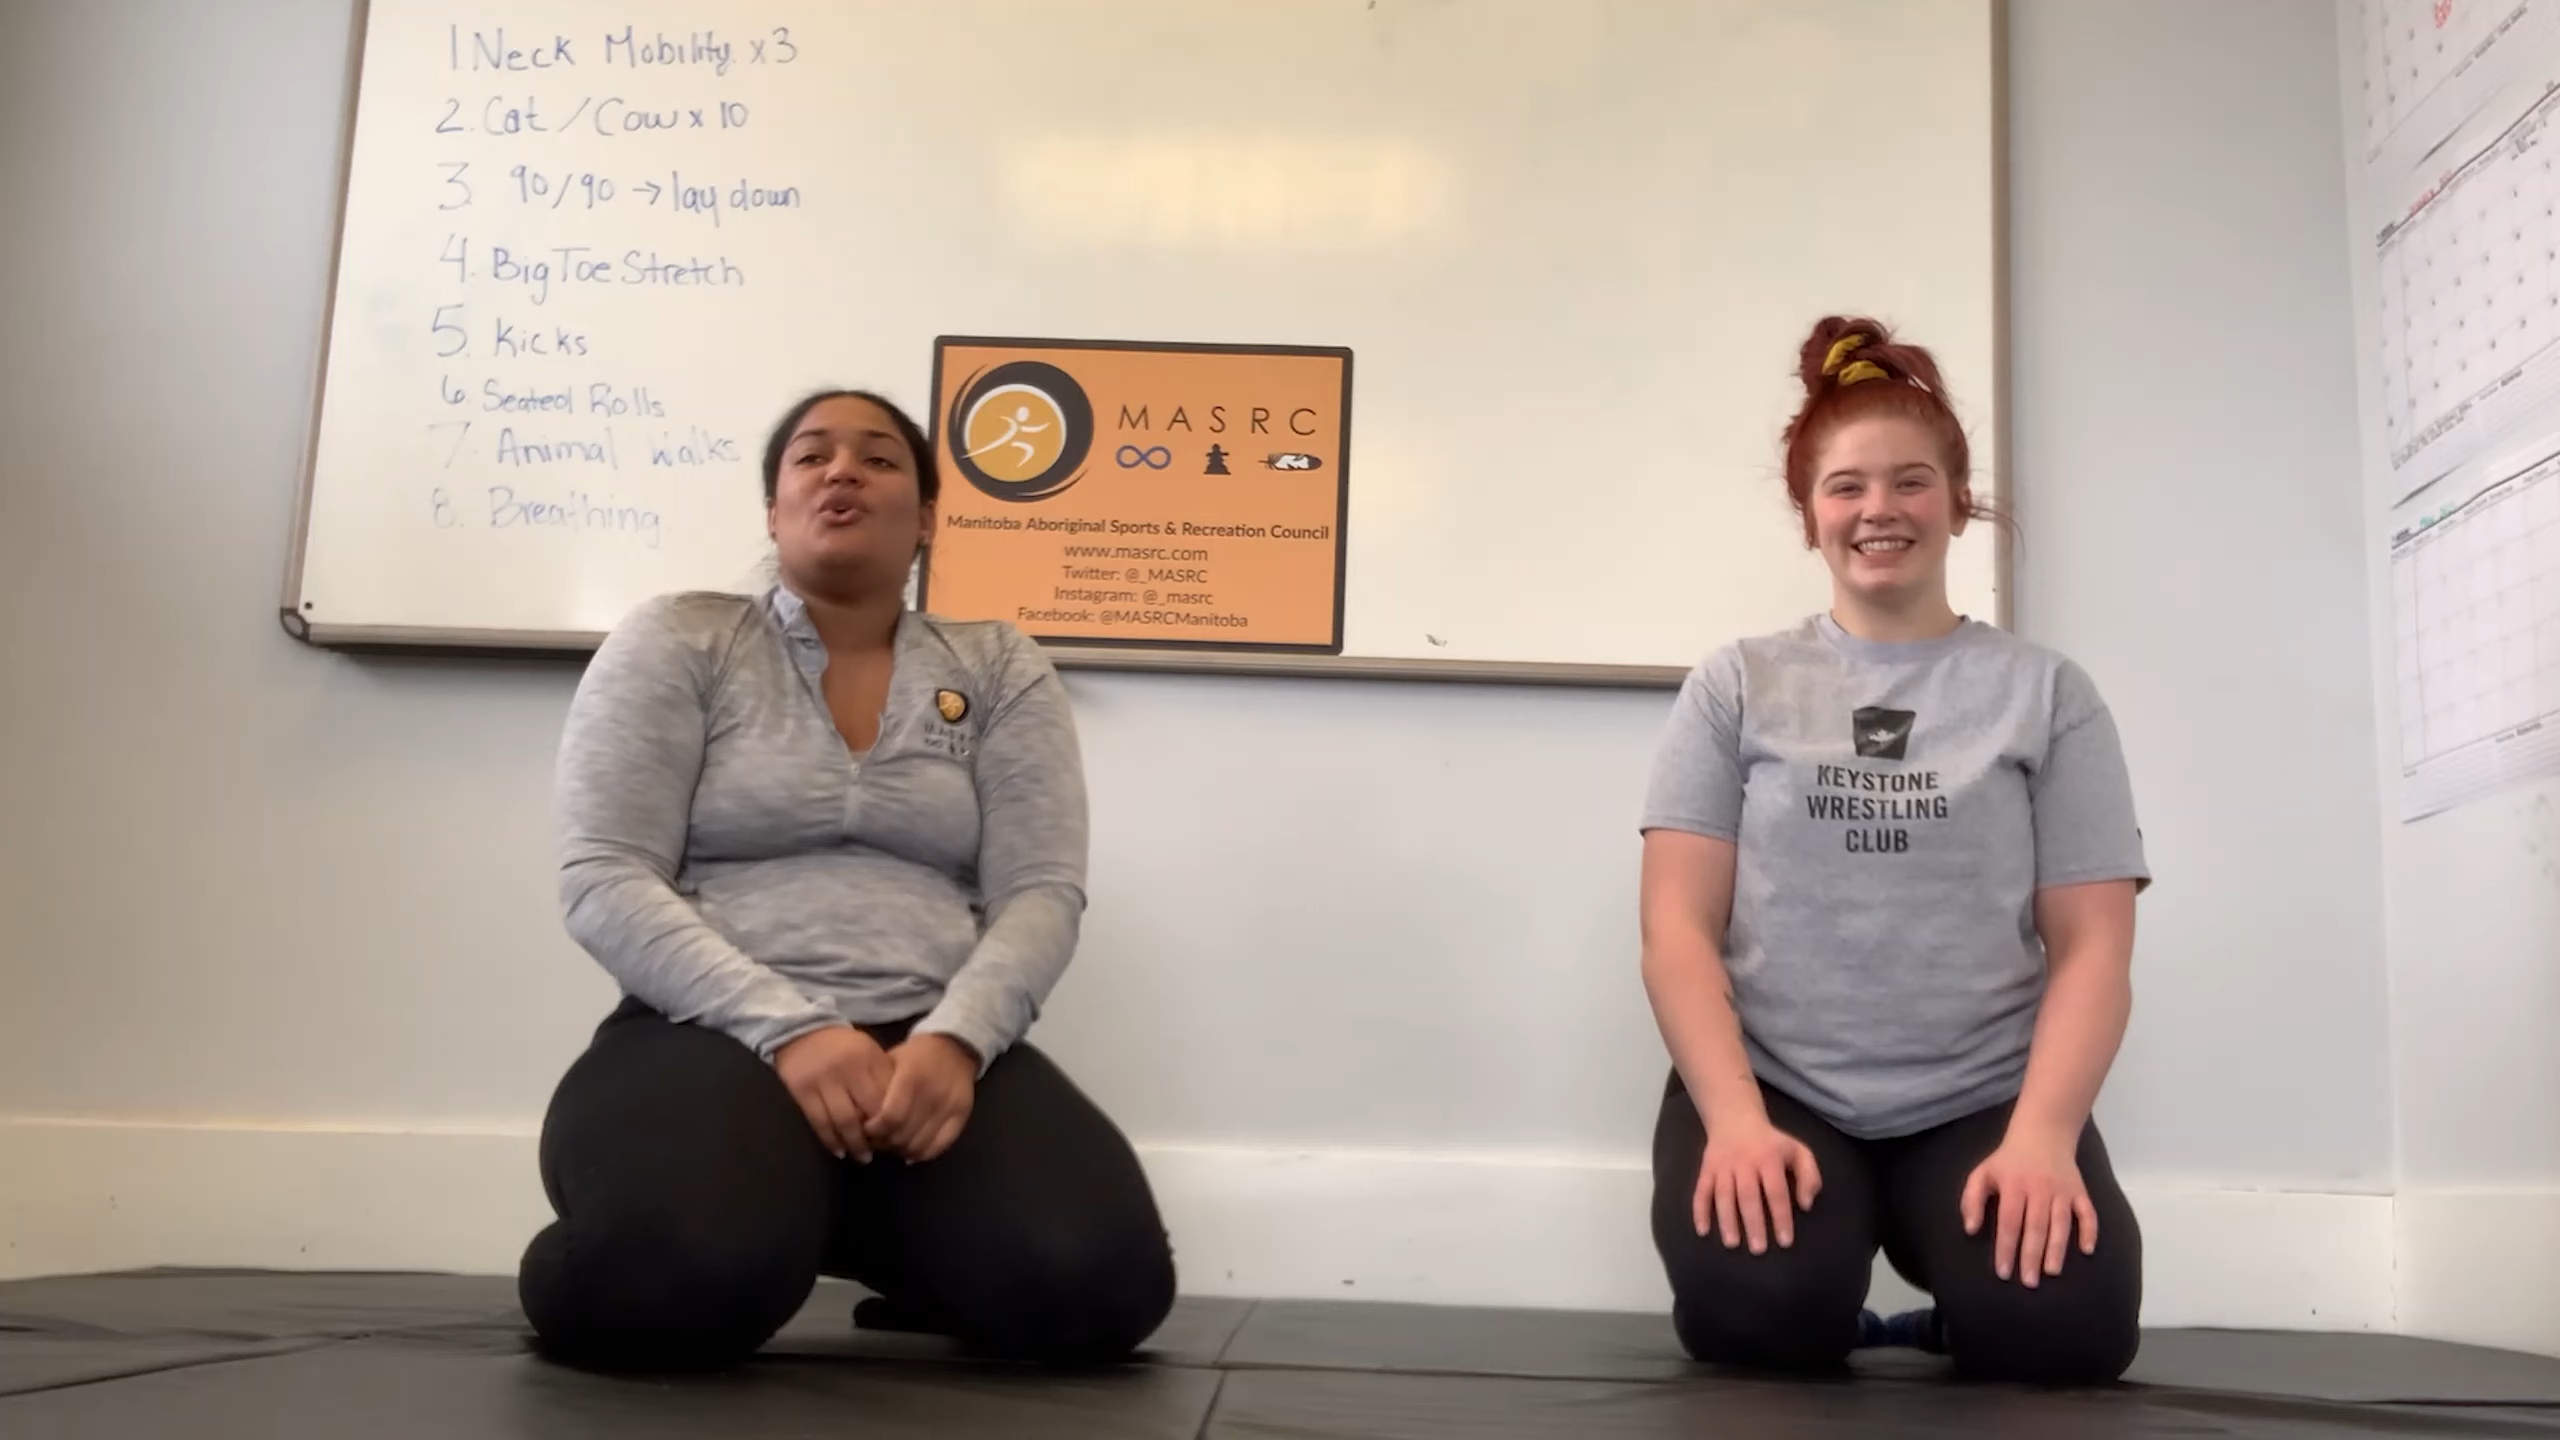 1. Neck Mobility. x3
2. Cat / Cow x 10
3. 90/90 → lay down
4. Big Toe Stretch
5. Kicks
6. Seated Rolls
7. Animal Walks
8. Breathing
MASRC
Manitoba Aboriginal Sports & Recreation Council
www.masrc.com
Twitter: @_MASRC
Instagram: @_masrc
Facebook: @MASRCManitoba
MASRC
KEYSTONE
WRESTLING
CLUB